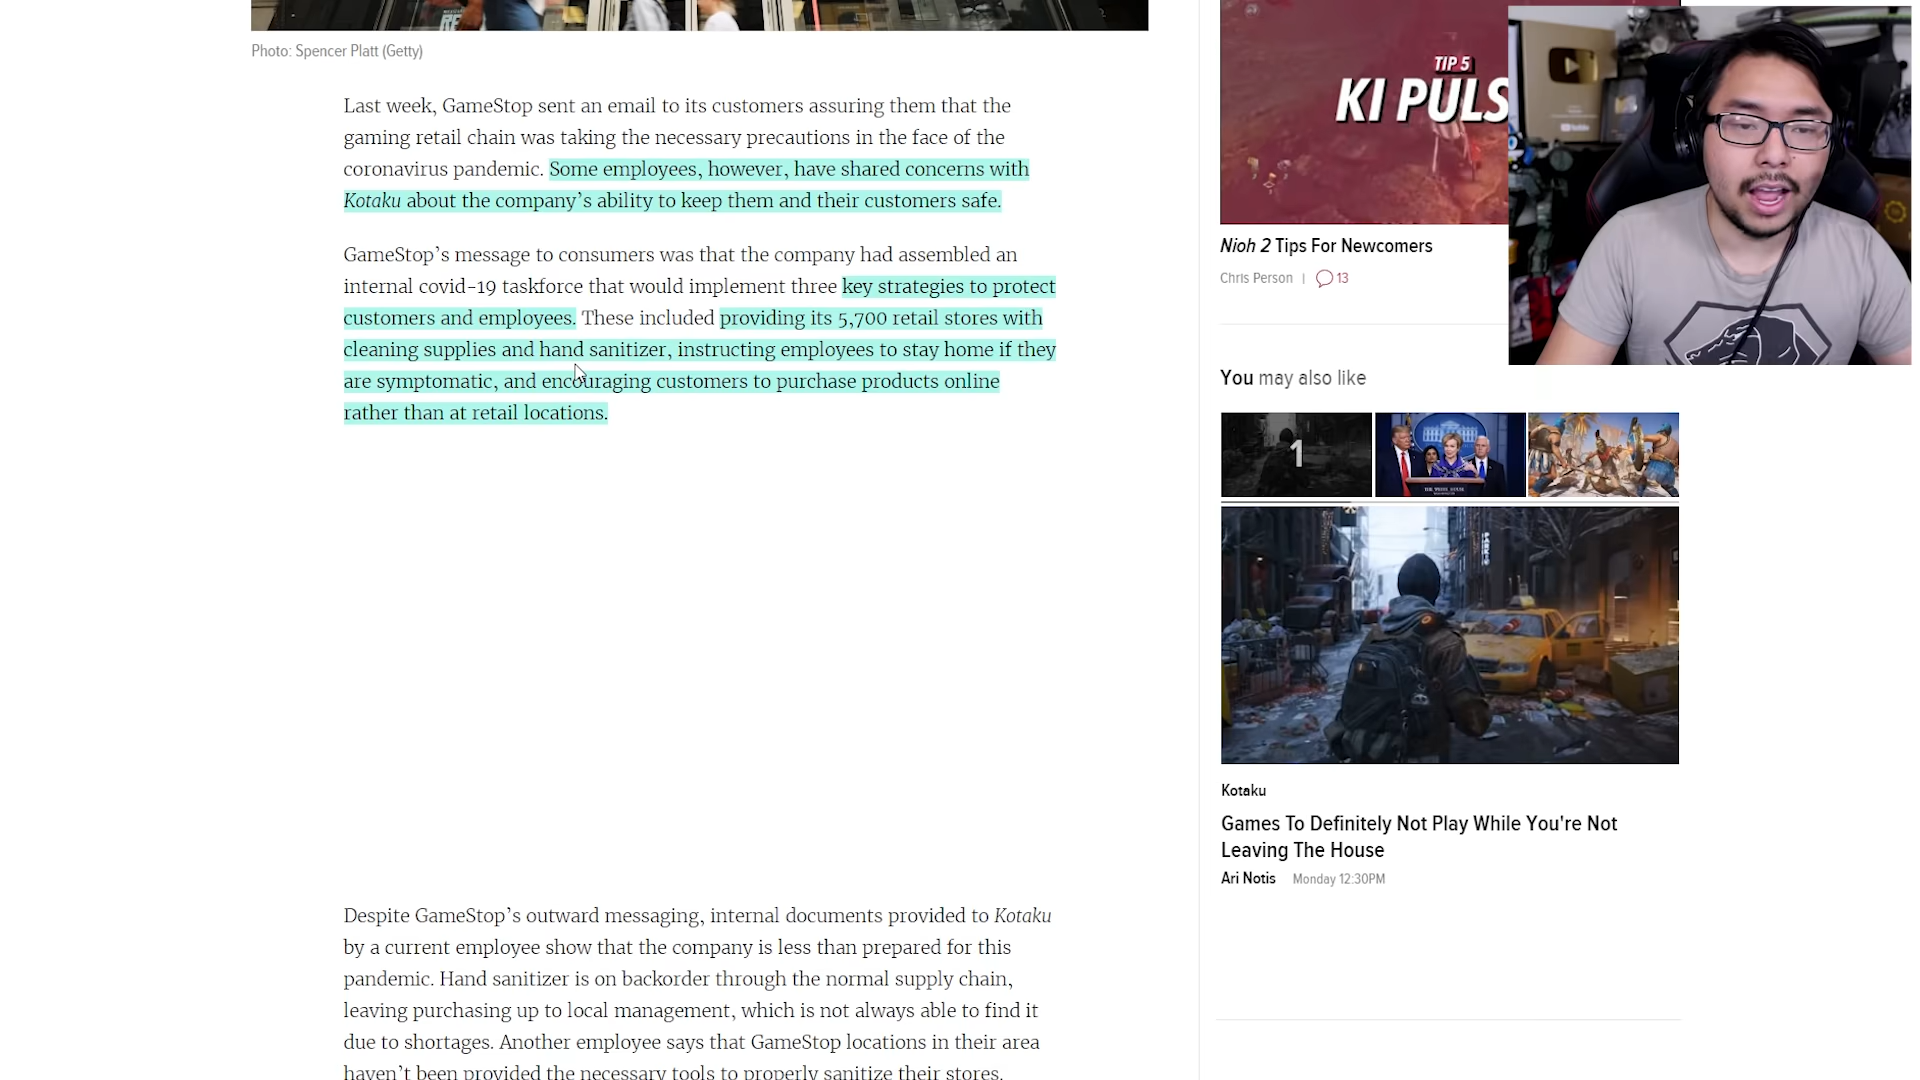 Photo: Spencer Platt (Getty)
Last week, GameStop sent an email to its customers assuring them that the
gaming retail chain was taking the necessary precautions in the face of the
coronavirus pandemic. Some employees, however, have shared concerns with
Kotaku about the company’s ability to keep them and their customers safe.
GameStop’s message to consumers was that the company had assembled an
internal covid-19 taskforce that would implement three key strategies to protect
customers and employees. These included providing its 5,700 retail stores with
cleaning supplies and hand sanitizer, instructing employees to stay home if they
are symptomatic, and encouraging customers to purchase products online
rather than at retail locations.
Despite GameStop’s outward messaging, internal documents provided to Kotaku
by a current employee show that the company is less than prepared for this
pandemic. Hand sanitizer is on backorder through the normal supply chain,
leaving purchasing up to local management, which is not always able to find it
due to shortages. Another employee says that GameStop locations in their area
haven’t been provided the necessary tools to properly sanitize their stores.
TIP 5
KI PULS
Nioh 2 Tips For Newcomers
Chris Person | 13
You may also like
1
THE WHITE HOUSE
PARK
Kotaku
Games To Definitely Not Play While You're Not
Leaving The House
Ari Notis Monday 12:30PM